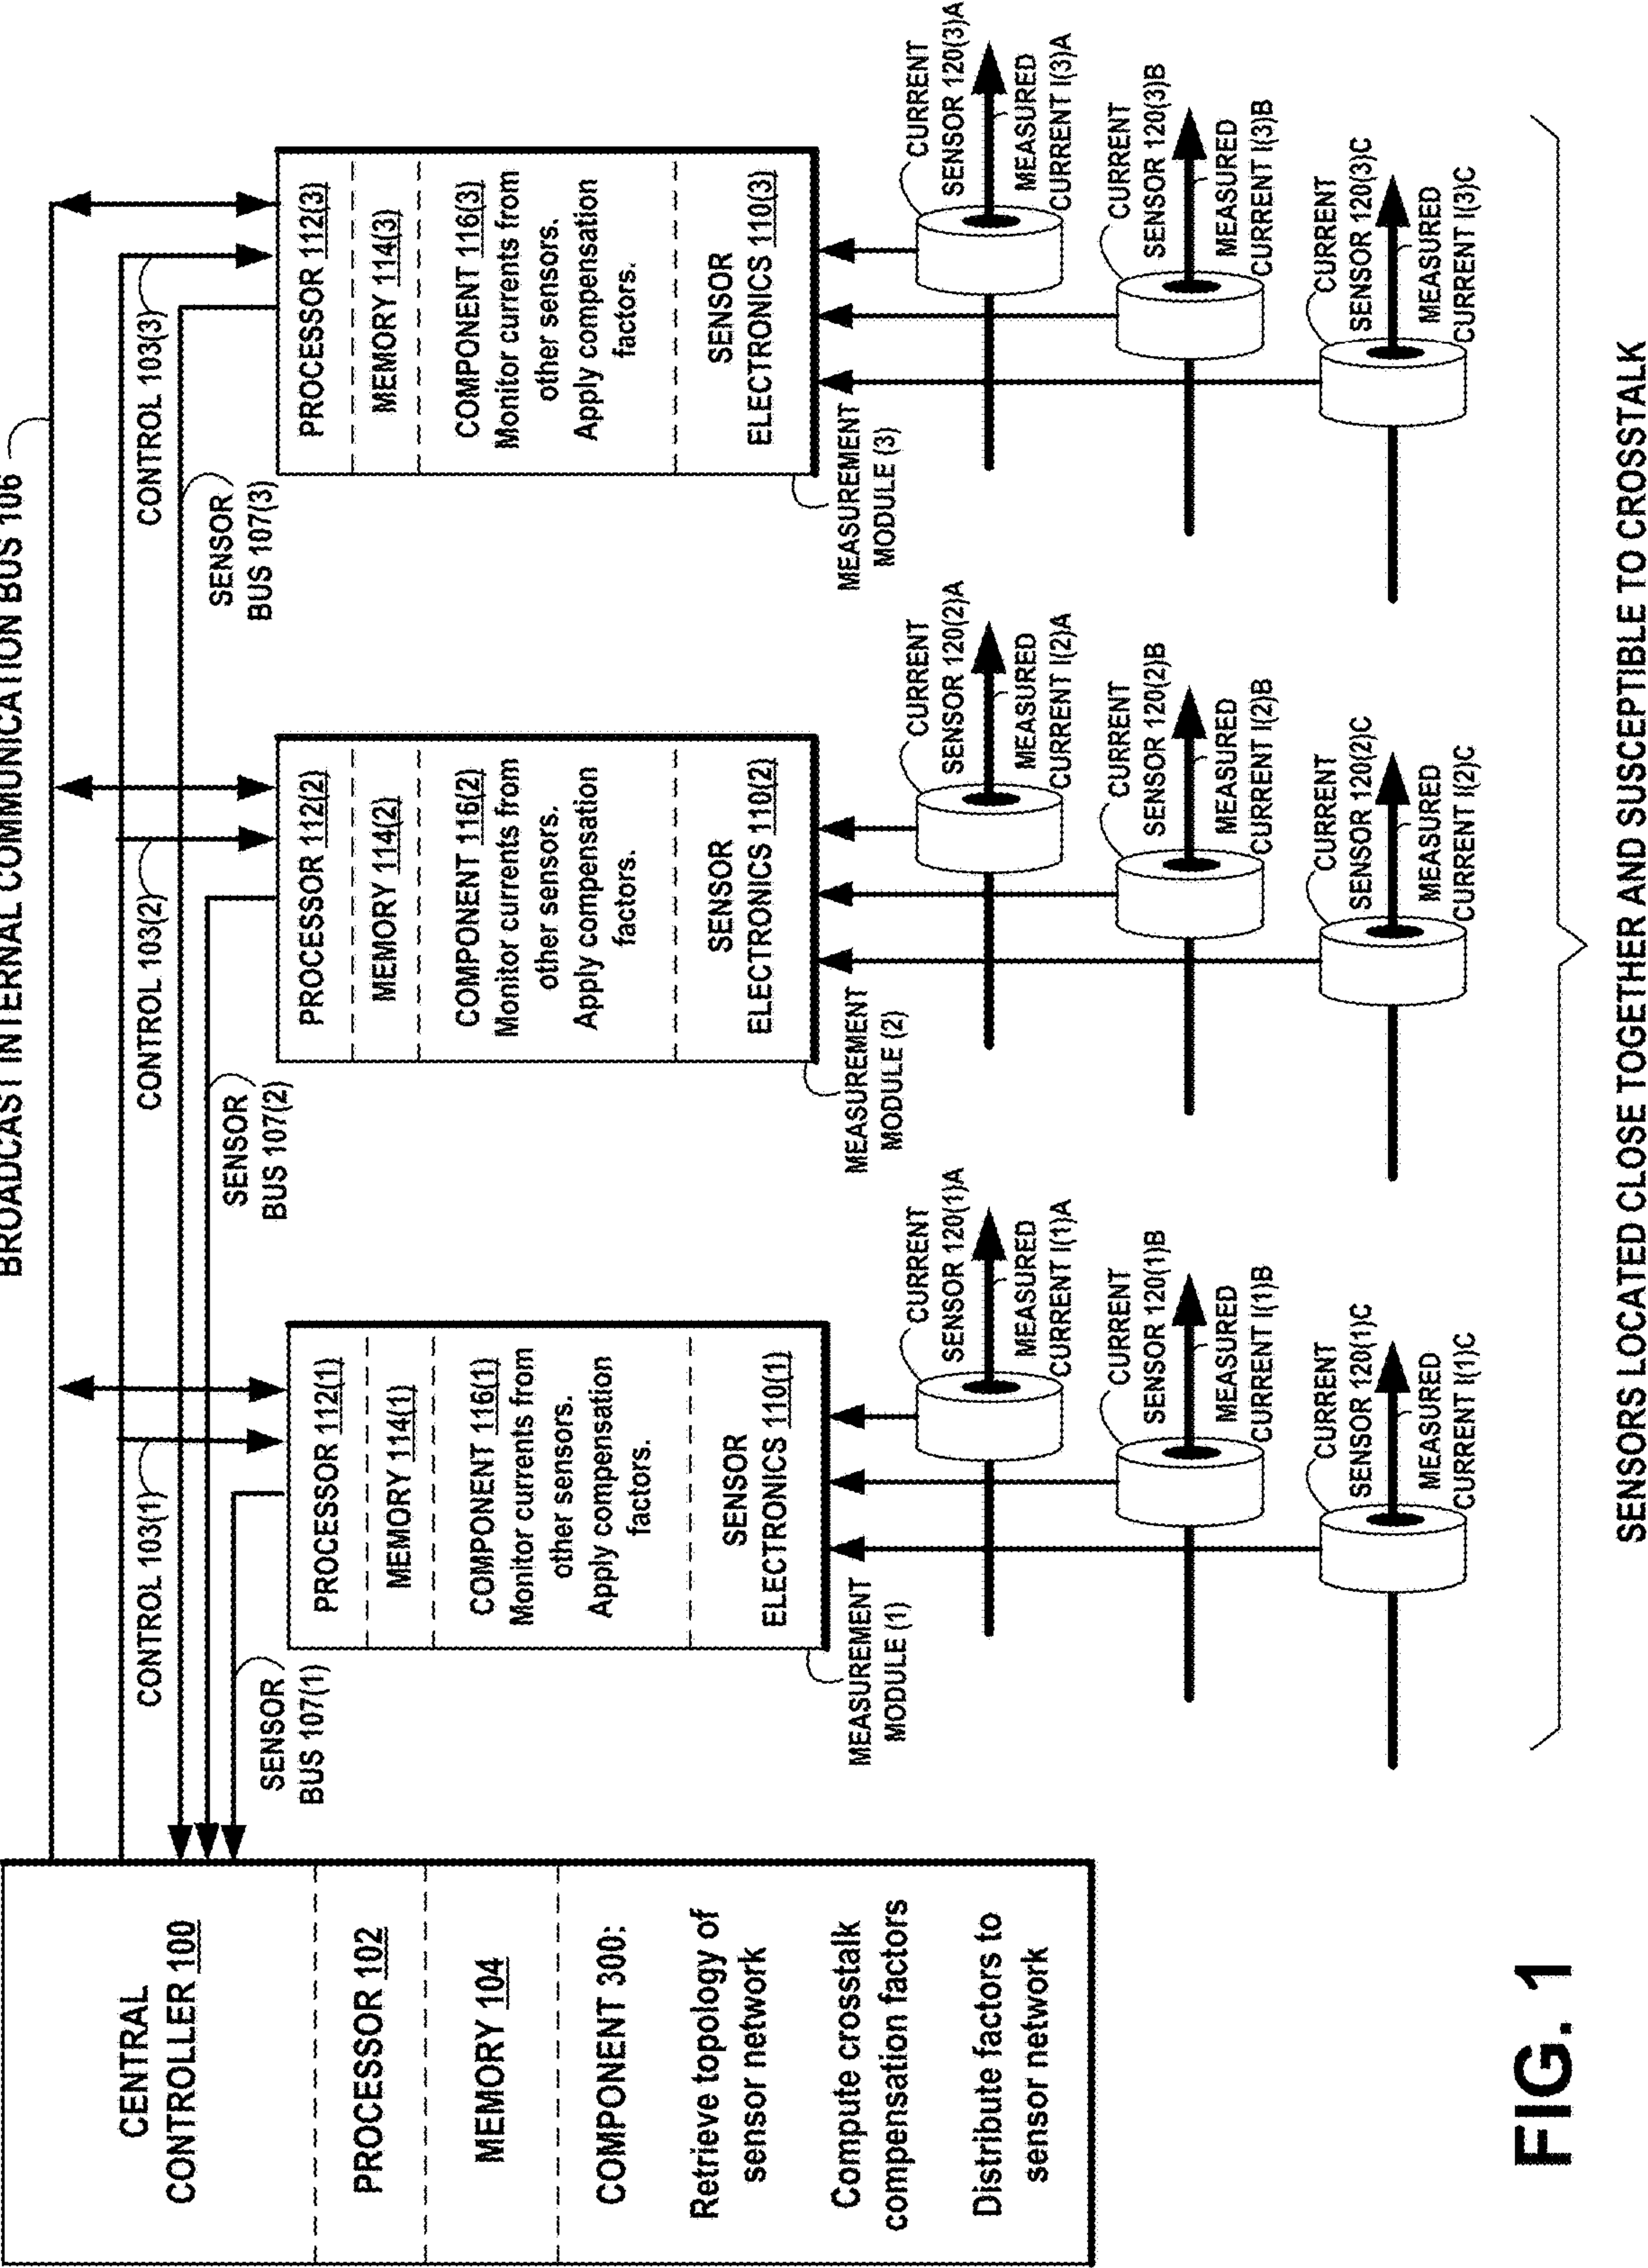 BROADCAST INTERNAL COMMUNICATION BUS 106
CENTRAL
CONTROLLER 100
PROCESSOR 102
MEMORY 104
COMPONENT 300:
Retrieve topology of
sensor network
Compute crosstalk
compensation factors
Distribute factors to
sensor network
CONTROL 103(1)
SENSOR
BUS 107(1)
PROCESSOR 112(1)
MEMORY 114(1)
COMPONENT 116(1)
Monitor currents from
other sensors.
Apply compensation
factors.
SENSOR
ELECTRONICS 110(1)
MEASUREMENT
MODULE (1)
CURRENT
SENSOR 120(1)A
MEASURED
CURRENT I(1)A
CURRENT
SENSOR 120(1)B
MEASURED
CURRENT I(1)B
CURRENT
SENSOR 120(1)C
MEASURED
CURRENT I(1)C
CONTROL 103(2)
SENSOR
BUS 107(2)
PROCESSOR 112(2)
MEMORY 114(2)
COMPONENT 116(2)
Monitor currents from
other sensors.
Apply compensation
factors.
SENSOR
ELECTRONICS 110(2)
MEASUREMENT
MODULE (2)
CURRENT
SENSOR 120(2)A
MEASURED
CURRENT I(2)A
CURRENT
SENSOR 120(2)B
MEASURED
CURRENT I(2)B
CURRENT
SENSOR 120(2)C
MEASURED
CURRENT I(2)C
CONTROL 103(3)
SENSOR
BUS 107(3)
PROCESSOR 112(3)
MEMORY 114(3)
COMPONENT 116(3)
Monitor currents from
other sensors.
Apply compensation
factors.
SENSOR
ELECTRONICS 110(3)
MEASUREMENT
MODULE (3)
CURRENT
SENSOR 120(3)A
MEASURED
CURRENT I(3)A
CURRENT
SENSOR 120(3)B
MEASURED
CURRENT I(3)B
CURRENT
SENSOR 120(3)C
MEASURED
CURRENT I(3)C
SENSORS LOCATED CLOSE TOGETHER AND SUSCEPTIBLE TO CROSSTALK
FIG. 1